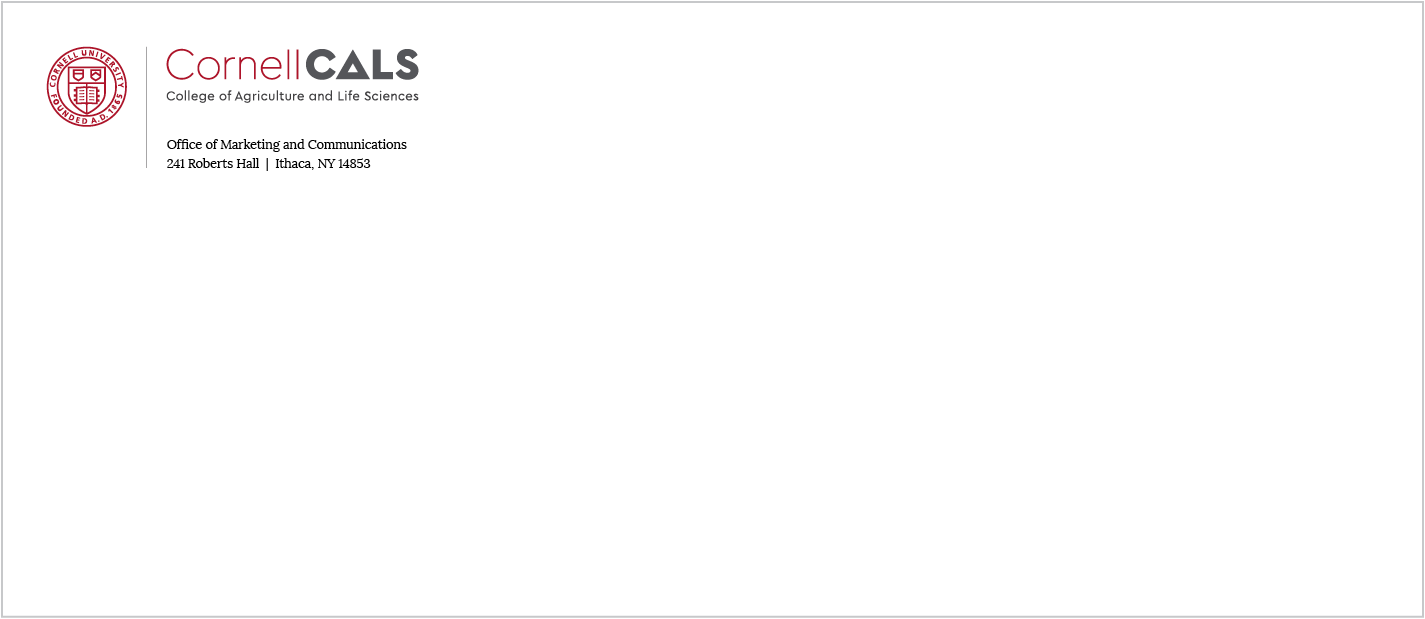 CORNELL UNIVERSITY
FOUNDED A.D. 1865
CornellCALS
College of Agriculture and Life Sciences
Office of Marketing and Communications
241 Roberts Hall | Ithaca, NY 14853